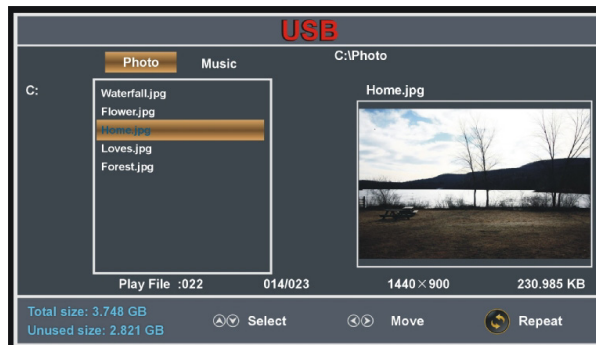 USB
Photo Music C:\Photo
C: Home.jpg
Waterfall.jpg
Flower.jpg
Home.jpg
Loves.jpg
Forest.jpg
Play File :022 014/023 1440×900 230.985 KB
Total size: 3.748 GB
Unused size: 2.821 GB
Select Move Repeat